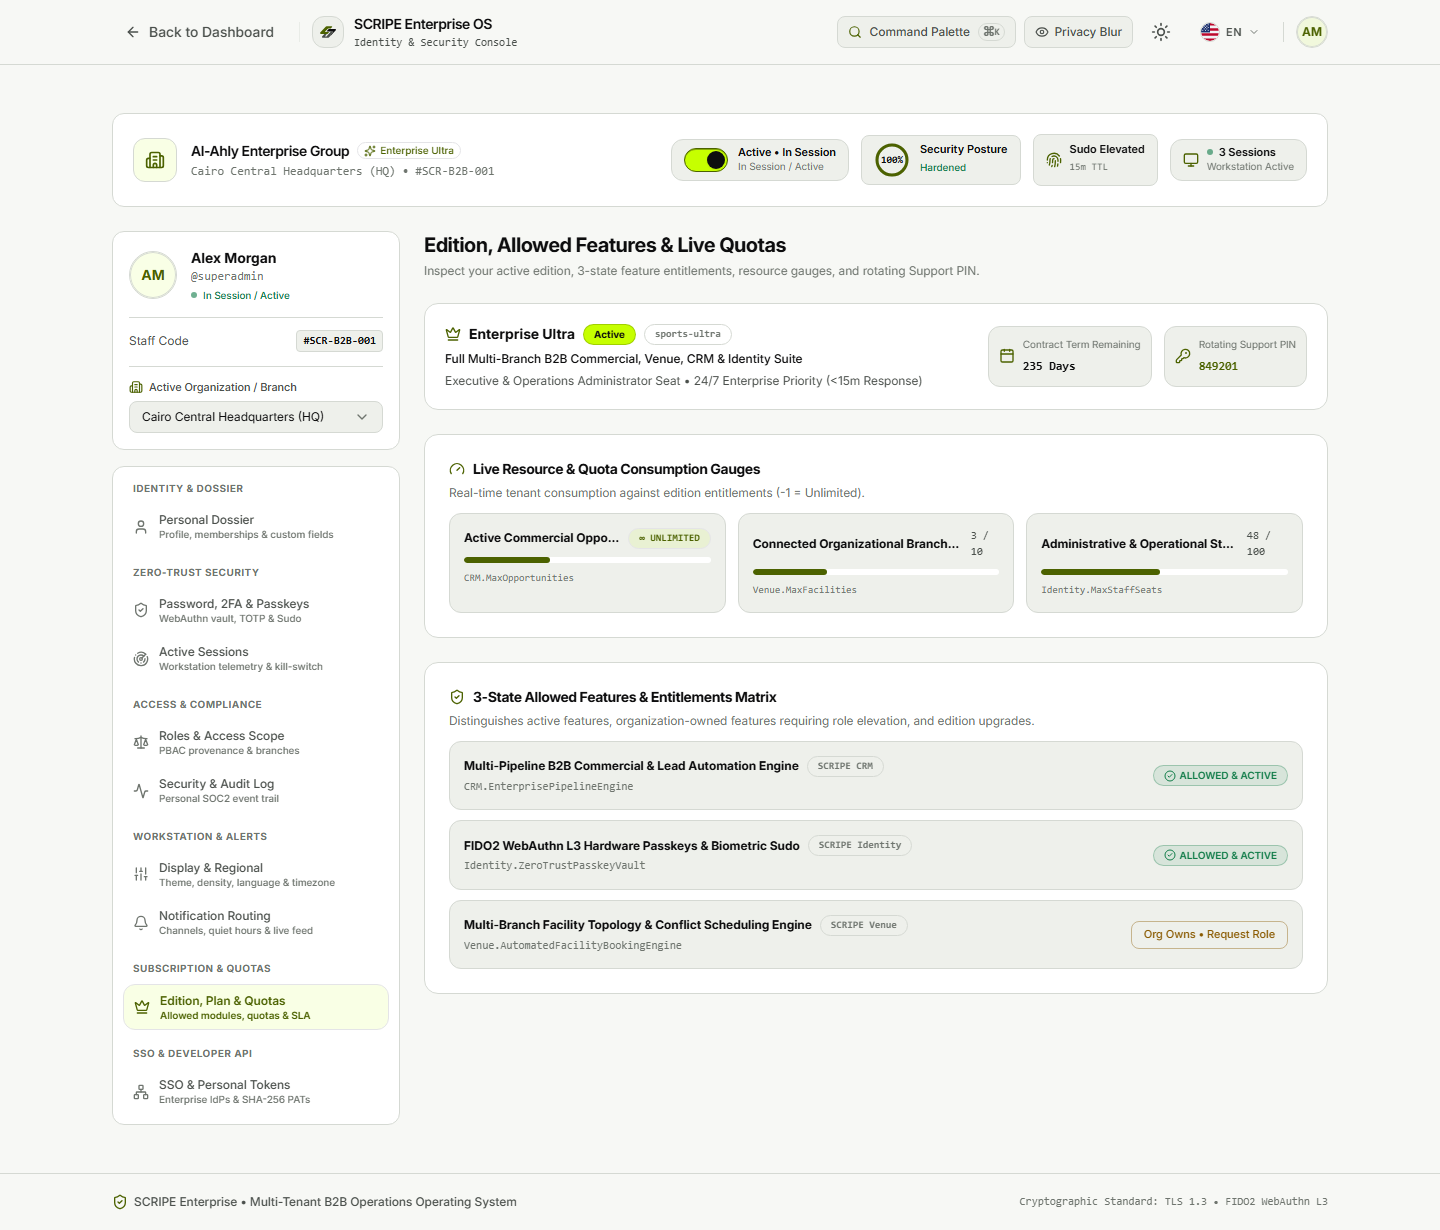 Back to Dashboard
SCRIPE Enterprise OS
Identity & Security Console
Command Palette ⌘K
Privacy Blur
EN
AM
Al-Ahly Enterprise Group
Enterprise Ultra
Cairo Central Headquarters (HQ) • #SCR-B2B-001
Active • In Session
In Session / Active
100%
Security Posture
Hardened
Sudo Elevated
15m TTL
3 Sessions
Workstation Active
AM
Alex Morgan
@superadmin
In Session / Active
Staff Code
#SCR-B2B-001
Active Organization / Branch
Cairo Central Headquarters (HQ)
IDENTITY & DOSSIER
Personal Dossier
Profile, memberships & custom fields
ZERO-TRUST SECURITY
Password, 2FA & Passkeys
WebAuthn vault, TOTP & Sudo
Active Sessions
Workstation telemetry & kill-switch
ACCESS & COMPLIANCE
Roles & Access Scope
PBAC provenance & branches
Security & Audit Log
Personal SOC2 event trail
WORKSTATION & ALERTS
Display & Regional
Theme, density, language & timezone
Notification Routing
Channels, quiet hours & live feed
SUBSCRIPTION & QUOTAS
Edition, Plan & Quotas
Allowed modules, quotas & SLA
SSO & DEVELOPER API
SSO & Personal Tokens
Enterprise IdPs & SHA-256 PATs
Edition, Allowed Features & Live Quotas
Inspect your active edition, 3-state feature entitlements, resource gauges, and rotating Support PIN.
Enterprise Ultra
Active
sports-ultra
Full Multi-Branch B2B Commercial, Venue, CRM & Identity Suite
Executive & Operations Administrator Seat • 24/7 Enterprise Priority (<15m Response)
Contract Term Remaining
235 Days
Rotating Support PIN
849201
Live Resource & Quota Consumption Gauges
Real-time tenant consumption against edition entitlements (-1 = Unlimited).
Active Commercial Oppo...
∞ UNLIMITED
CRM.MaxOpportunities
Connected Organizational Branch...
3 /
10
Venue.MaxFacilities
Administrative & Operational St...
48 /
100
Identity.MaxStaffSeats
3-State Allowed Features & Entitlements Matrix
Distinguishes active features, organization-owned features requiring role elevation, and edition upgrades.
Multi-Pipeline B2B Commercial & Lead Automation Engine
SCRIPE CRM
CRM.EnterprisePipelineEngine
ALLOWED & ACTIVE
FIDO2 WebAuthn L3 Hardware Passkeys & Biometric Sudo
SCRIPE Identity
Identity.ZeroTrustPasskeyVault
ALLOWED & ACTIVE
Multi-Branch Facility Topology & Conflict Scheduling Engine
SCRIPE Venue
Venue.AutomatedFacilityBookingEngine
Org Owns • Request Role
SCRIPE Enterprise • Multi-Tenant B2B Operations Operating System
Cryptographic Standard: TLS 1.3 • FIDO2 WebAuthn L3